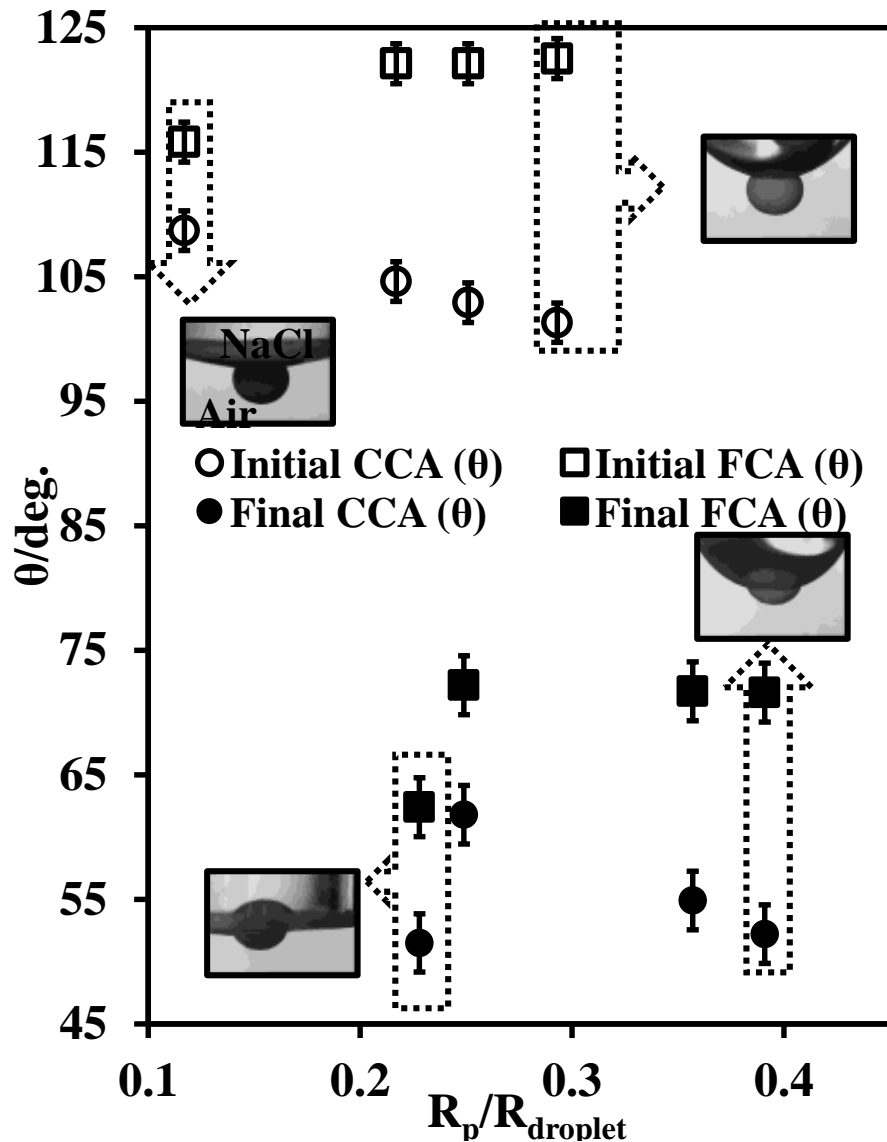 125
115
105
95
85
75
65
55
45
θ/deg.
NaCl
Air
Initial CCA (θ) Initial FCA (θ)
Final CCA (θ) Final FCA (θ)
0.1 0.2 0.3 0.4
Rp/Rdroplet